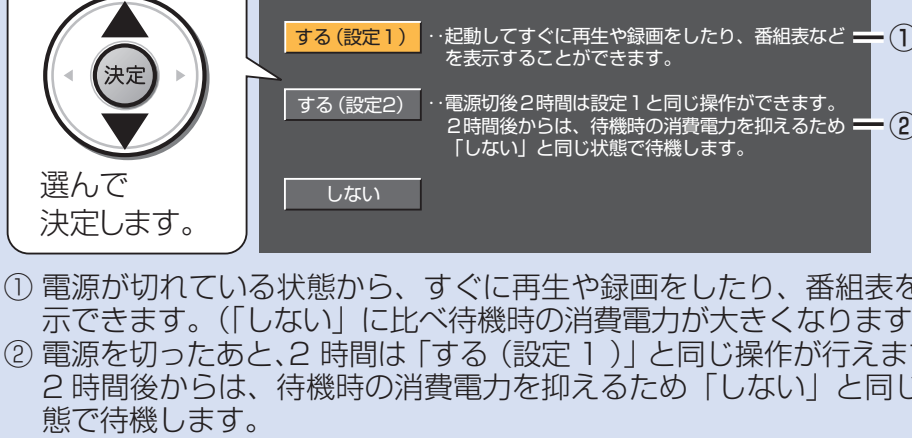 決定
選んで
決定します。
する(設定1)
‥起動してすぐに再生や録画をしたり、番組表など
を表示することができます。
①
する(設定2)
‥電源切後2時間は設定1と同じ操作ができます。
2時間後からは、待機時の消費電力を抑えるため
「しない」と同じ状態で待機します。
②
しない
① 電源が切れている状態から、すぐに再生や録画をしたり、番組表を
示できます。(「しない」に比べ待機時の消費電力が大きくなります
② 電源を切ったあと、2 時間は「する(設定 1 )」と同じ操作が行えま
2 時間後からは、待機時の消費電力を抑えるため「しない」と同じ
態で待機します。